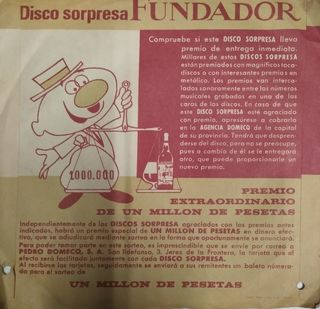 Disco sorpresa FUNDADOR
Compruebe si este DISCO SORPRESA lleva
premio de entrega inmediato.
Millares de estos DISCOS SORPRESA
están premiados con magníficos toca-
discos o con interesantes premios en
metálico. Los premios van interca-
lados sonoramente entre los números
musicales grabados en una de las
caras de los discos. En caso de que
este DISCO SORPRESA esté agraciado
con premio, apresúrese a cobrarlo
en la AGENCIA DOMECQ de la capital
de su provincia. Tendrá que despren-
derse del disco, pero no se preocupe,
pues a cambio de él se le entregará
otro, que puede proporcionarle un
nuevo premio.
1000.000
PREMIO
EXTRAORDINARIO
DE UN MILLON DE PESETAS
Independientemente de los DISCOS SORPRESA agraciados con los premios antes
indicados, habrá un premio especial de UN MILLON DE PESETAS en dinero efec-
tivo, que se adjudicará mediante sorteo en la forma que oportunamente se anunciará.
Para poder tomar parte en este sorteo, es imprescindible que se envíe por correo a
PEDRO DOMECQ, S. A. San Ildefonso, 3. Jerez de la Frontera, la tarjeta que al
efecto será facilitada juntamente con cada DISCO SORPRESA.
Al recibirse las tarjetas, seguidamente se enviará a sus remitentes un boleto numera-
do para el sorteo de
UN MILLON DE PESETAS